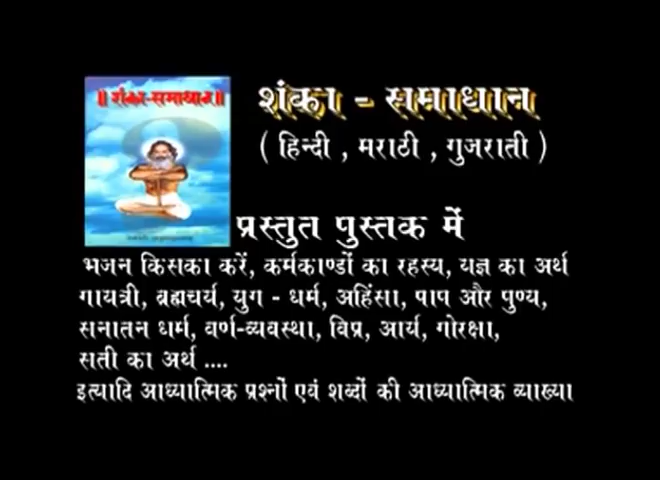 ॥ शंका-समाधान॥
शंका - समाधान
( हिन्दी , मराठी , गुजराती )
प्रस्तुत पुस्तक में
भजन किसका करें, कर्मकाण्डों का रहस्य, यज्ञ का अर्थ
गायत्री, ब्रह्मचर्य, युग - धर्म, अहिंसा, पाप और पुण्य,
सनातन धर्म, वर्ण-व्यवस्था, विप्र, आर्य, गोरक्षा,
सती का अर्थ ....
इत्यादि आध्यात्मिक प्रश्नों एवं शब्दों की आध्यात्मिक व्याख्या